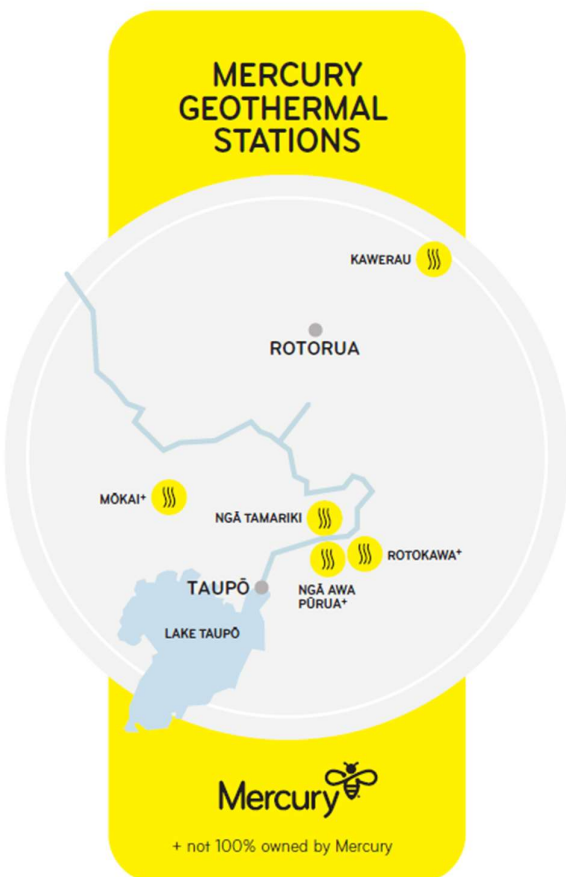 MERCURY
GEOTHERMAL
STATIONS
KAWERAU
ROTORUA
MŌKAI+
NGĀ TAMARIKI
ROTOKAWA+
NGĀ AWA
PŪRUA+
TAUPŌ
LAKE TAUPŌ
Mercury
+ not 100% owned by Mercury